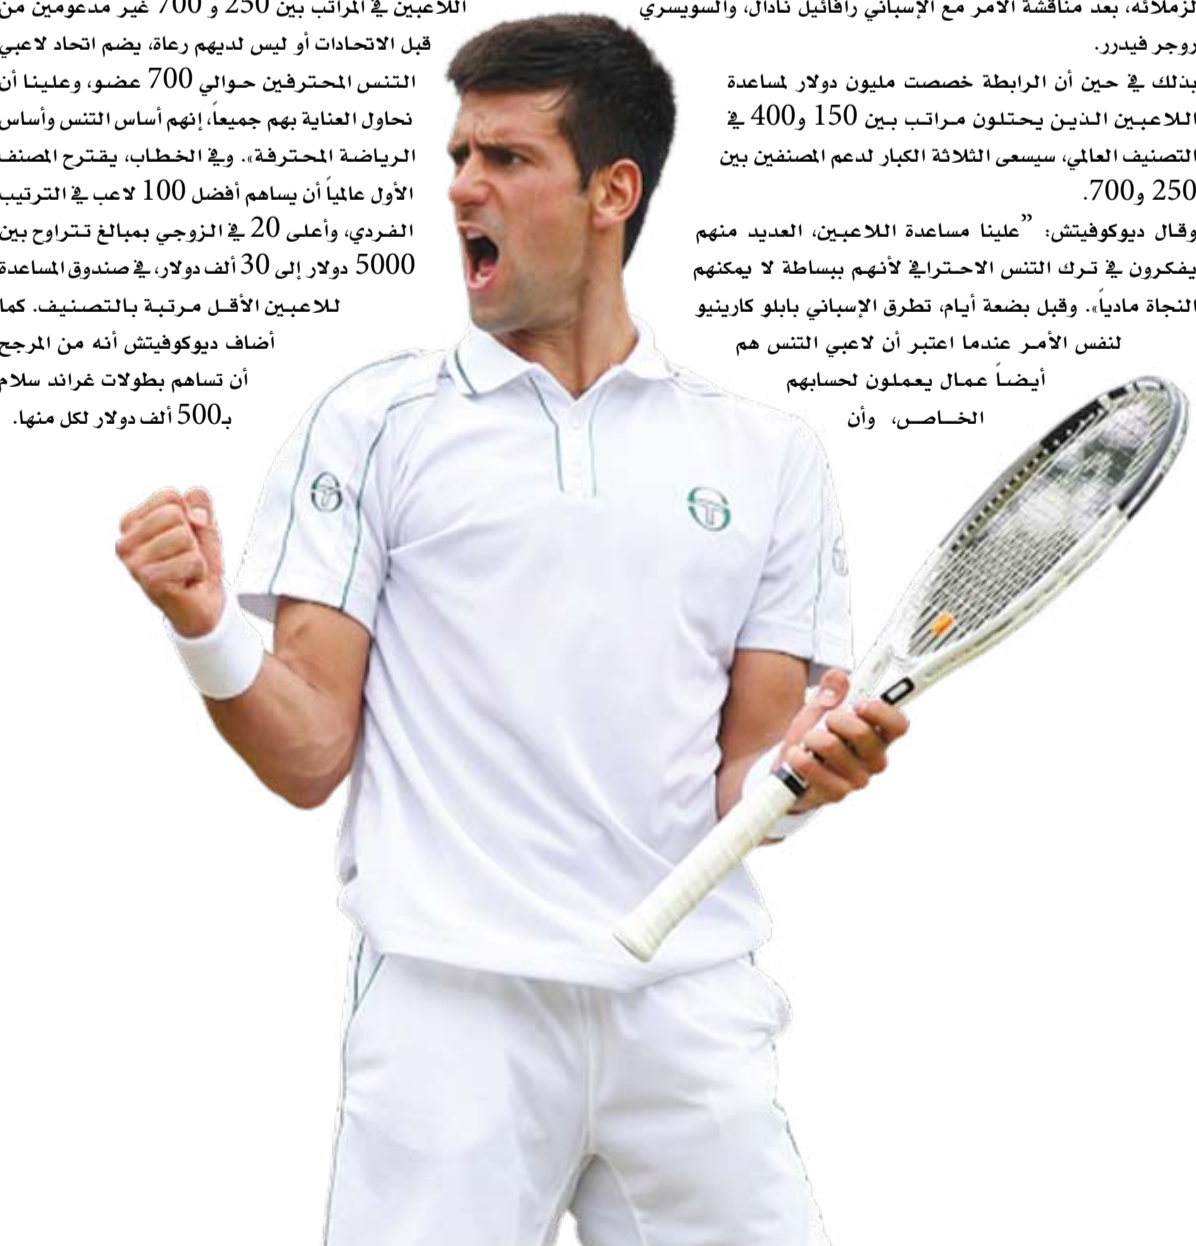 لزملائه، بعد مناقشة الأمر مع الإسباني رافائيل نادال، والسويسري
روجر فيدرر.
بذلك في حين أن الرابطة خصصت مليون دولار لمساعدة
اللاعبين الذين يحتلون مراتب بين 150 و400 في
التصنيف العالمي، سيسعى الثلاثة الكبار لدعم المصنفين بين
250 و700.
وقال ديوكوفيتش: ”علينا مساعدة اللاعبين، العديد منهم
يفكرون في ترك التنس الاحترافي لأنهم ببساطة لا يمكنهم
النجاة مادياً». وقبل بضعة أيام، تطرق الإسباني بابلو كارينيو
لنفس الأمر عندما اعتبر أن لاعبي التنس هم
أيضاً عمال يعملون لحسابهم
الخاص، وأن
اللاعبين في المراتب بين 250 و 700 غير مدعومين من
قبل الاتحادات أو ليس لديهم رعاة، يضم اتحاد لاعبي
التنس المحترفين حوالي 700 عضو، وعلينا أن
نحاول العناية بهم جميعاً، إنهم أساس التنس وأساس
الرياضة المحترفة». وفي الخطاب، يقترح المصنف
الأول عالمياً أن يساهم أفضل 100 لاعب في الترتيب
الفردي، وأعلى 20 في الزوجي بمبالغ تتراوح بين
5000 دولار إلى 30 ألف دولار، في صندوق المساعدة
للاعبين الأقل مرتبة بالتصنيف. كما
أضاف ديوكوفيتش أنه من المرجح
أن تساهم بطولات غراند سلام
بـ500 ألف دولار لكل منها.